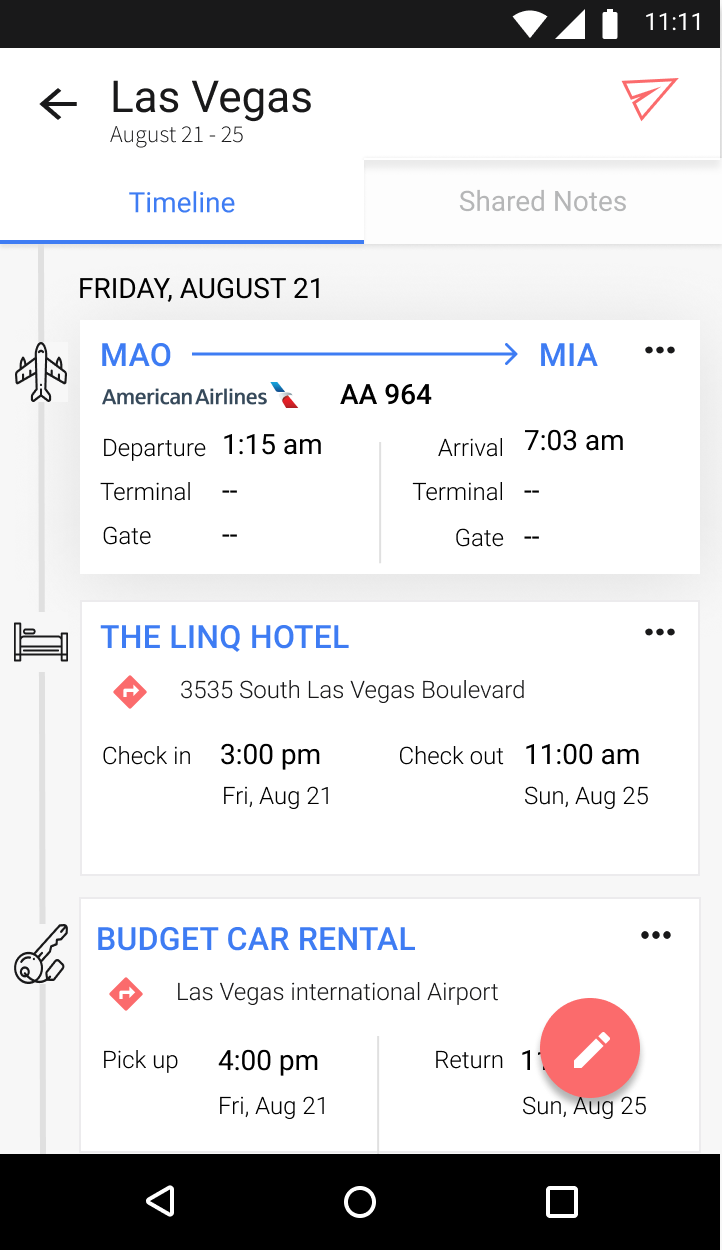 11:11
Las Vegas
August 21 - 25
Timeline Shared Notes
FRIDAY, AUGUST 21
MAO MIA
American Airlines AA 964
Departure 1:15 am Arrival 7:03 am
Terminal -- Terminal --
Gate -- Gate --
THE LINQ HOTEL
3535 South Las Vegas Boulevard
Check in 3:00 pm Check out 11:00 am
Fri, Aug 21 Sun, Aug 25
BUDGET CAR RENTAL
Las Vegas international Airport
Pick up 4:00 pm Return
Fri, Aug 21 Sun, Aug 25